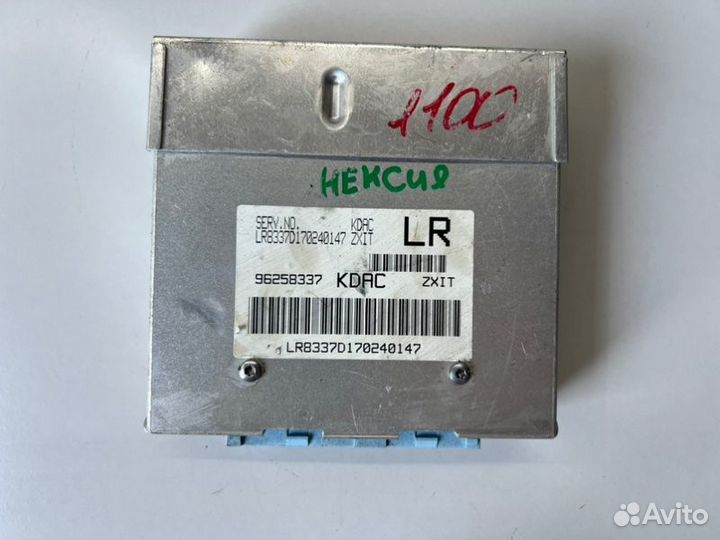 1100
НЕКСИЯ
SERV.NO. KDAC
LR8337D170240147 ZXIT
LR
96258337 KDAC ZXIT
LR8337D170240147
Avito